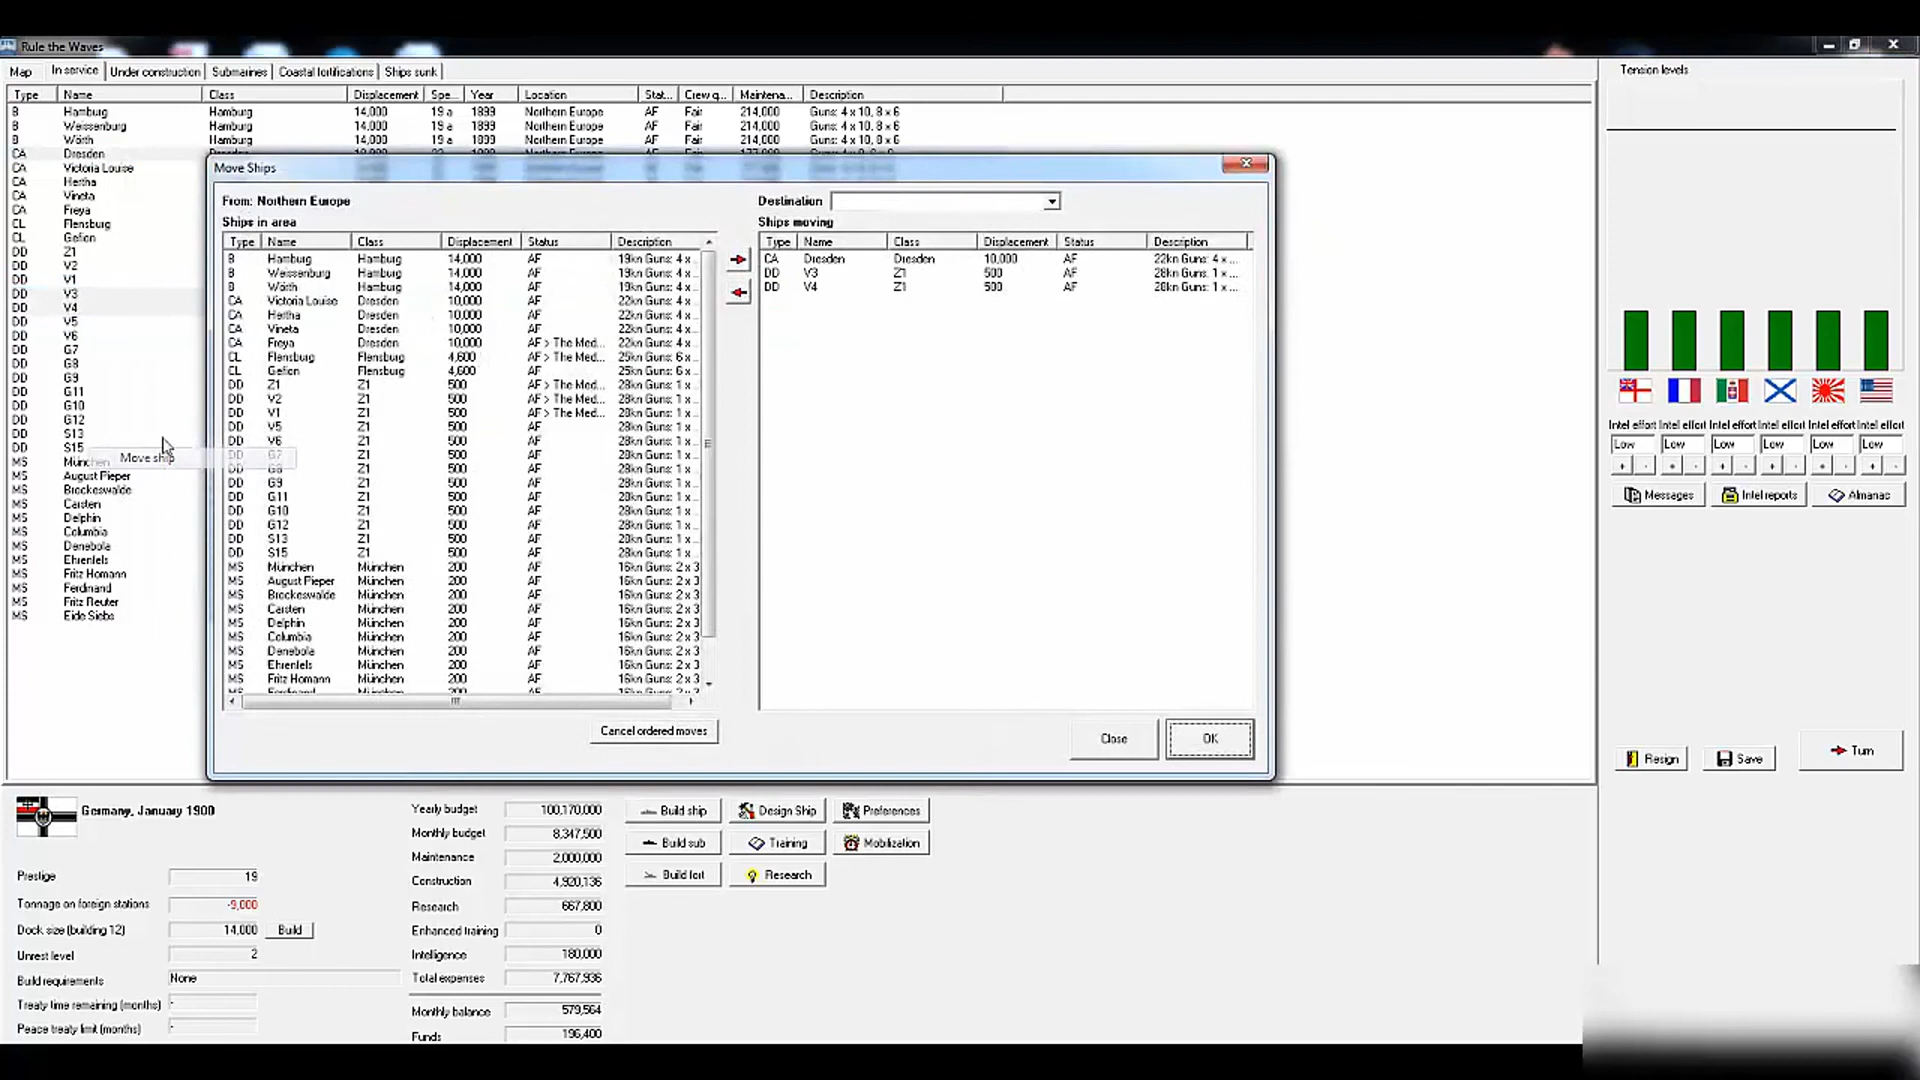 Rule the Waves
Map In service Under construction Submarines Coastal fortifications Ships sunk
Type Name Class Displacement Spe... Year Location Stat... Crew q... Maintena... Description
B Hamburg Hamburg 14,000 19 a 1899 Northern Europe AF Fair 214,000 Guns: 4 x 10, 8 x 6
B Weissenburg Hamburg 14,000 19 a 1899 Northern Europe AF Fair 214,000 Guns: 4 x 10, 8 x 6
B Wörth Hamburg 14,000 19 a 1899 Northern Europe AF Fair 214,000 Guns: 4 x 10, 8 x 6
CA Dresden
CA Victoria Louise
CA Hertha
CA Vineta
CA Freya
CL Flensburg
CL Gefion
DD Z1
DD V2
DD V1
DD V3
DD V4
DD V5
DD V6
DD G7
DD G8
DD G9
DD G11
DD G10
DD G12
DD S13
DD S15
MS München
MS August Pieper
MS Brockeswalde
MS Carsten
MS Delphin
MS Columbia
MS Denebola
MS Ehrenfels
MS Fritz Homann
MS Ferdinand
MS Fritz Reuter
MS Eide Siebs
Move ship
Move Ships
From: Northern Europe
Ships in area
Type Name Class Displacement Status Description
B Hamburg Hamburg 14,000 AF 19kn Guns: 4 x ...
B Weissenburg Hamburg 14,000 AF 19kn Guns: 4 x ...
B Wörth Hamburg 14,000 AF 19kn Guns: 4 x ...
CA Victoria Louise Dresden 10,000 AF 22kn Guns: 4 x ...
CA Hertha Dresden 10,000 AF 22kn Guns: 4 x ...
CA Vineta Dresden 10,000 AF 22kn Guns: 4 x ...
CA Freya Dresden 10,000 AF > The Med... 22kn Guns: 4 x ...
CL Flensburg Flensburg 4,600 AF > The Med... 25kn Guns: 6 x ...
CL Gefion Flensburg 4,600 AF 25kn Guns: 6 x ...
DD Z1 Z1 500 AF > The Med... 28kn Guns: 1 x ...
DD V2 Z1 500 AF > The Med... 28kn Guns: 1 x ...
DD V1 Z1 500 AF > The Med... 28kn Guns: 1 x ...
DD V5 Z1 500 AF 28kn Guns: 1 x ...
DD V6 Z1 500 AF 28kn Guns: 1 x ...
DD G7 Z1 500 AF 28kn Guns: 1 x ...
DD G8 Z1 500 AF 28kn Guns: 1 x ...
DD G9 Z1 500 AF 28kn Guns: 1 x ...
DD G11 Z1 500 AF 28kn Guns: 1 x ...
DD G10 Z1 500 AF 28kn Guns: 1 x ...
DD G12 Z1 500 AF 28kn Guns: 1 x ...
DD S13 Z1 500 AF 28kn Guns: 1 x ...
DD S15 Z1 500 AF 28kn Guns: 1 x ...
MS München München 200 AF 16kn Guns: 2 x 3
MS August Pieper München 200 AF 16kn Guns: 2 x 3
MS Brockeswalde München 200 AF 16kn Guns: 2 x 3
MS Carsten München 200 AF 16kn Guns: 2 x 3
MS Delphin München 200 AF 16kn Guns: 2 x 3
MS Columbia München 200 AF 16kn Guns: 2 x 3
MS Denebola München 200 AF 16kn Guns: 2 x 3
MS Ehrenfels München 200 AF 16kn Guns: 2 x 3
MS Fritz Homann München 200 AF 16kn Guns: 2 x 3
MS Ferdinand München 200 AF 16kn Guns: 2 x 3
Cancel ordered moves
Destination
Ships moving
Type Name Class Displacement Status Description
CA Dresden Dresden 10,000 AF 22kn Guns: 4 x ...
DD V3 Z1 500 AF 28kn Guns: 1 x ...
DD V4 Z1 500 AF 28kn Guns: 1 x ...
Close OK
Tension levels
Intel effort Intel effort Intel effort Intel effort Intel effort Intel effort
Low Low Low Low Low Low
+ - + - + - + - + - + -
Messages Intel reports Almanac
Resign Save Turn
Germany, January 1900
Prestige 19
Tonnage on foreign stations -9,000
Dock size (building 12) 14,000 Build
Unrest level 2
Build requirements None
Treaty time remaining (months) -
Peace treaty limit (months) -
Yearly budget 100,170,000
Monthly budget 8,347,500
Maintenance 2,000,000
Construction 4,920,136
Research 667,800
Enhanced training 0
Intelligence 180,000
Total expenses 7,767,936
Monthly balance 579,564
Funds 196,400
Build ship Design Ship Preferences
Build sub Training Mobilization
Build fort Research